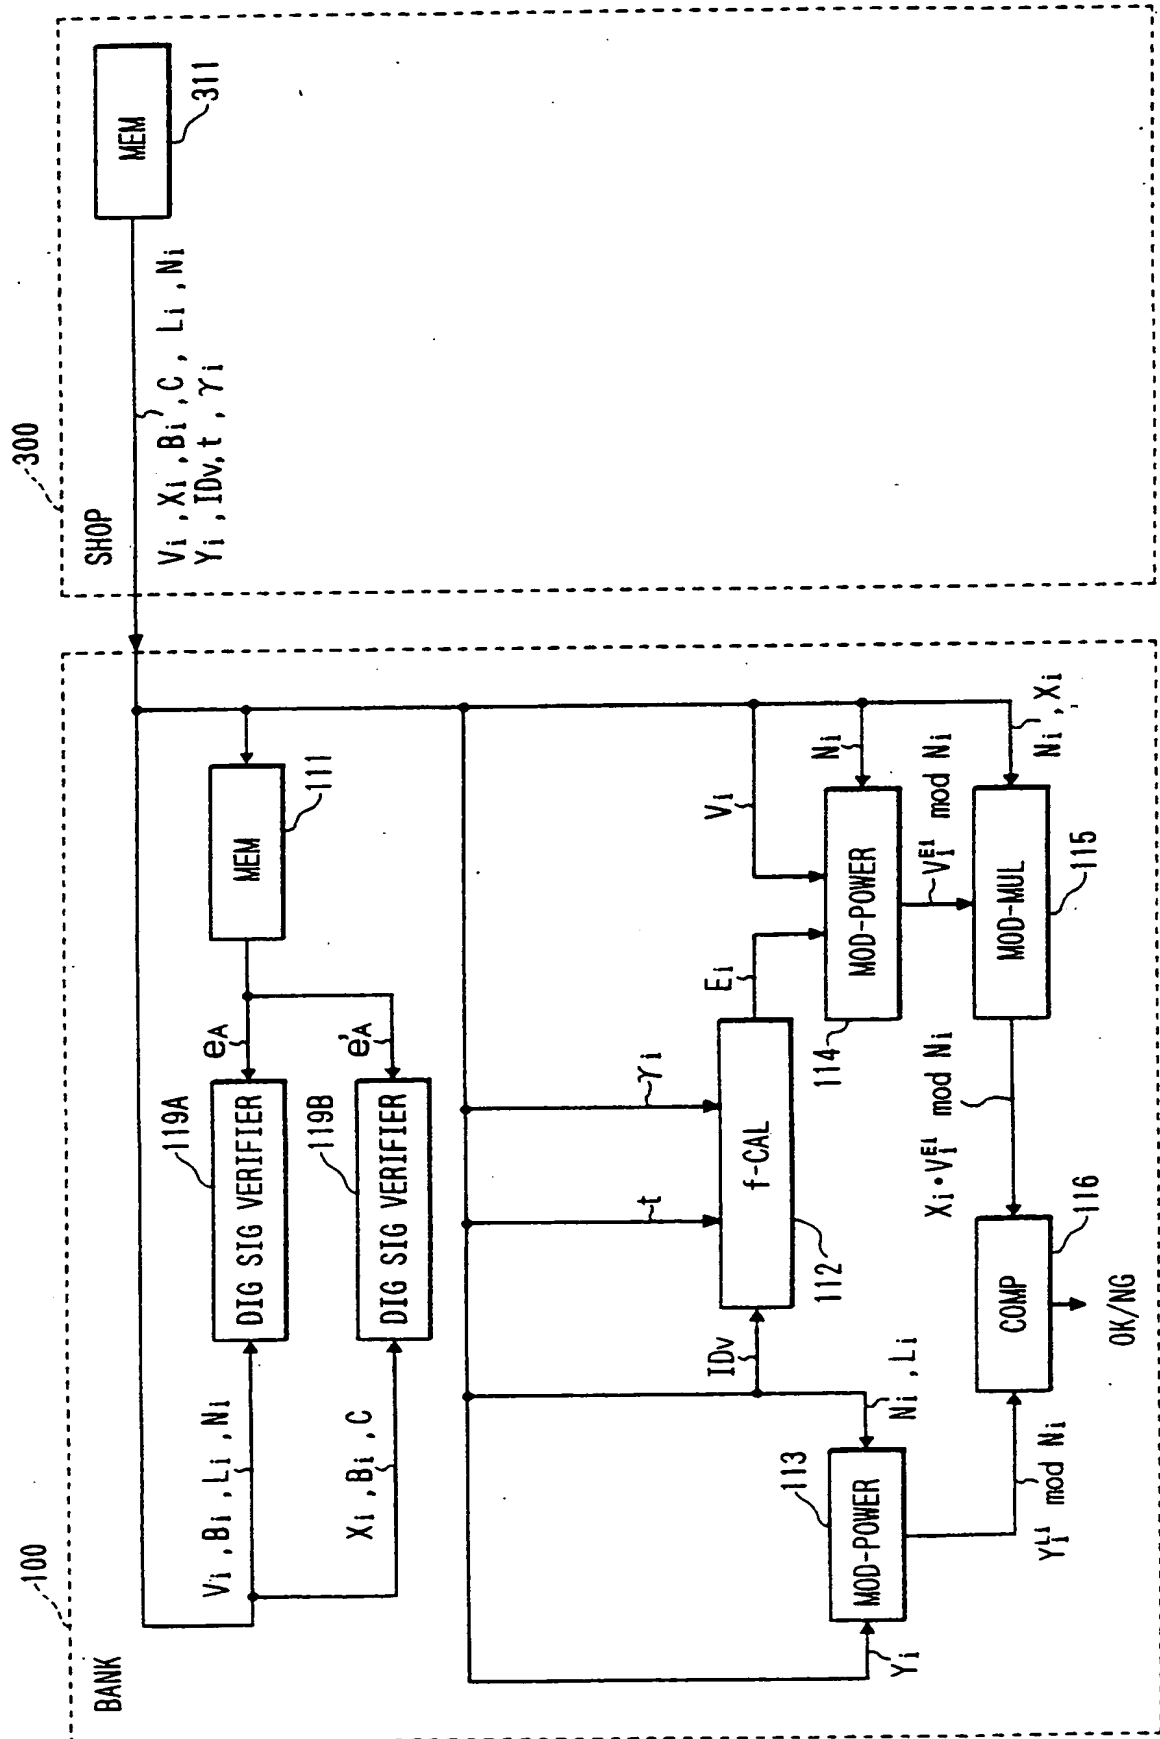 100
BANK
Vi , Bi , Li , Ni
Xi , Bi , C
119A
DIG SIG VERIFIER
eA
119B
DIG SIG VERIFIER
e'A
MEM
111
Yi
113
MOD-POWER
Ni , Li
IDv
t
γi
f-CAL
112
Ei
Vi
Ni
MOD-POWER
114
Vi^Ei mod Ni
Ni , Xi
MOD-MUL
115
Xi・Vi^Ei mod Ni
Yi^Li mod Ni
COMP
116
OK/NG
300
SHOP
Vi , Xi , Bi , C , Li , Ni
Yi , IDv, t , γi
MEM
311